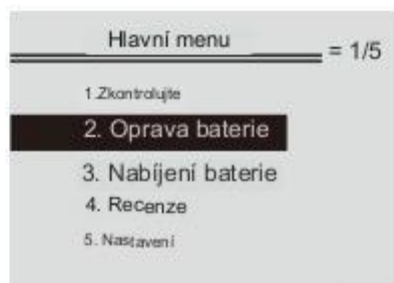 Hlavní menu
= 1/5
1.Zkontrolujte
2. Oprava baterie
3. Nabíjení baterie
4. Recenze
5. Nastavení